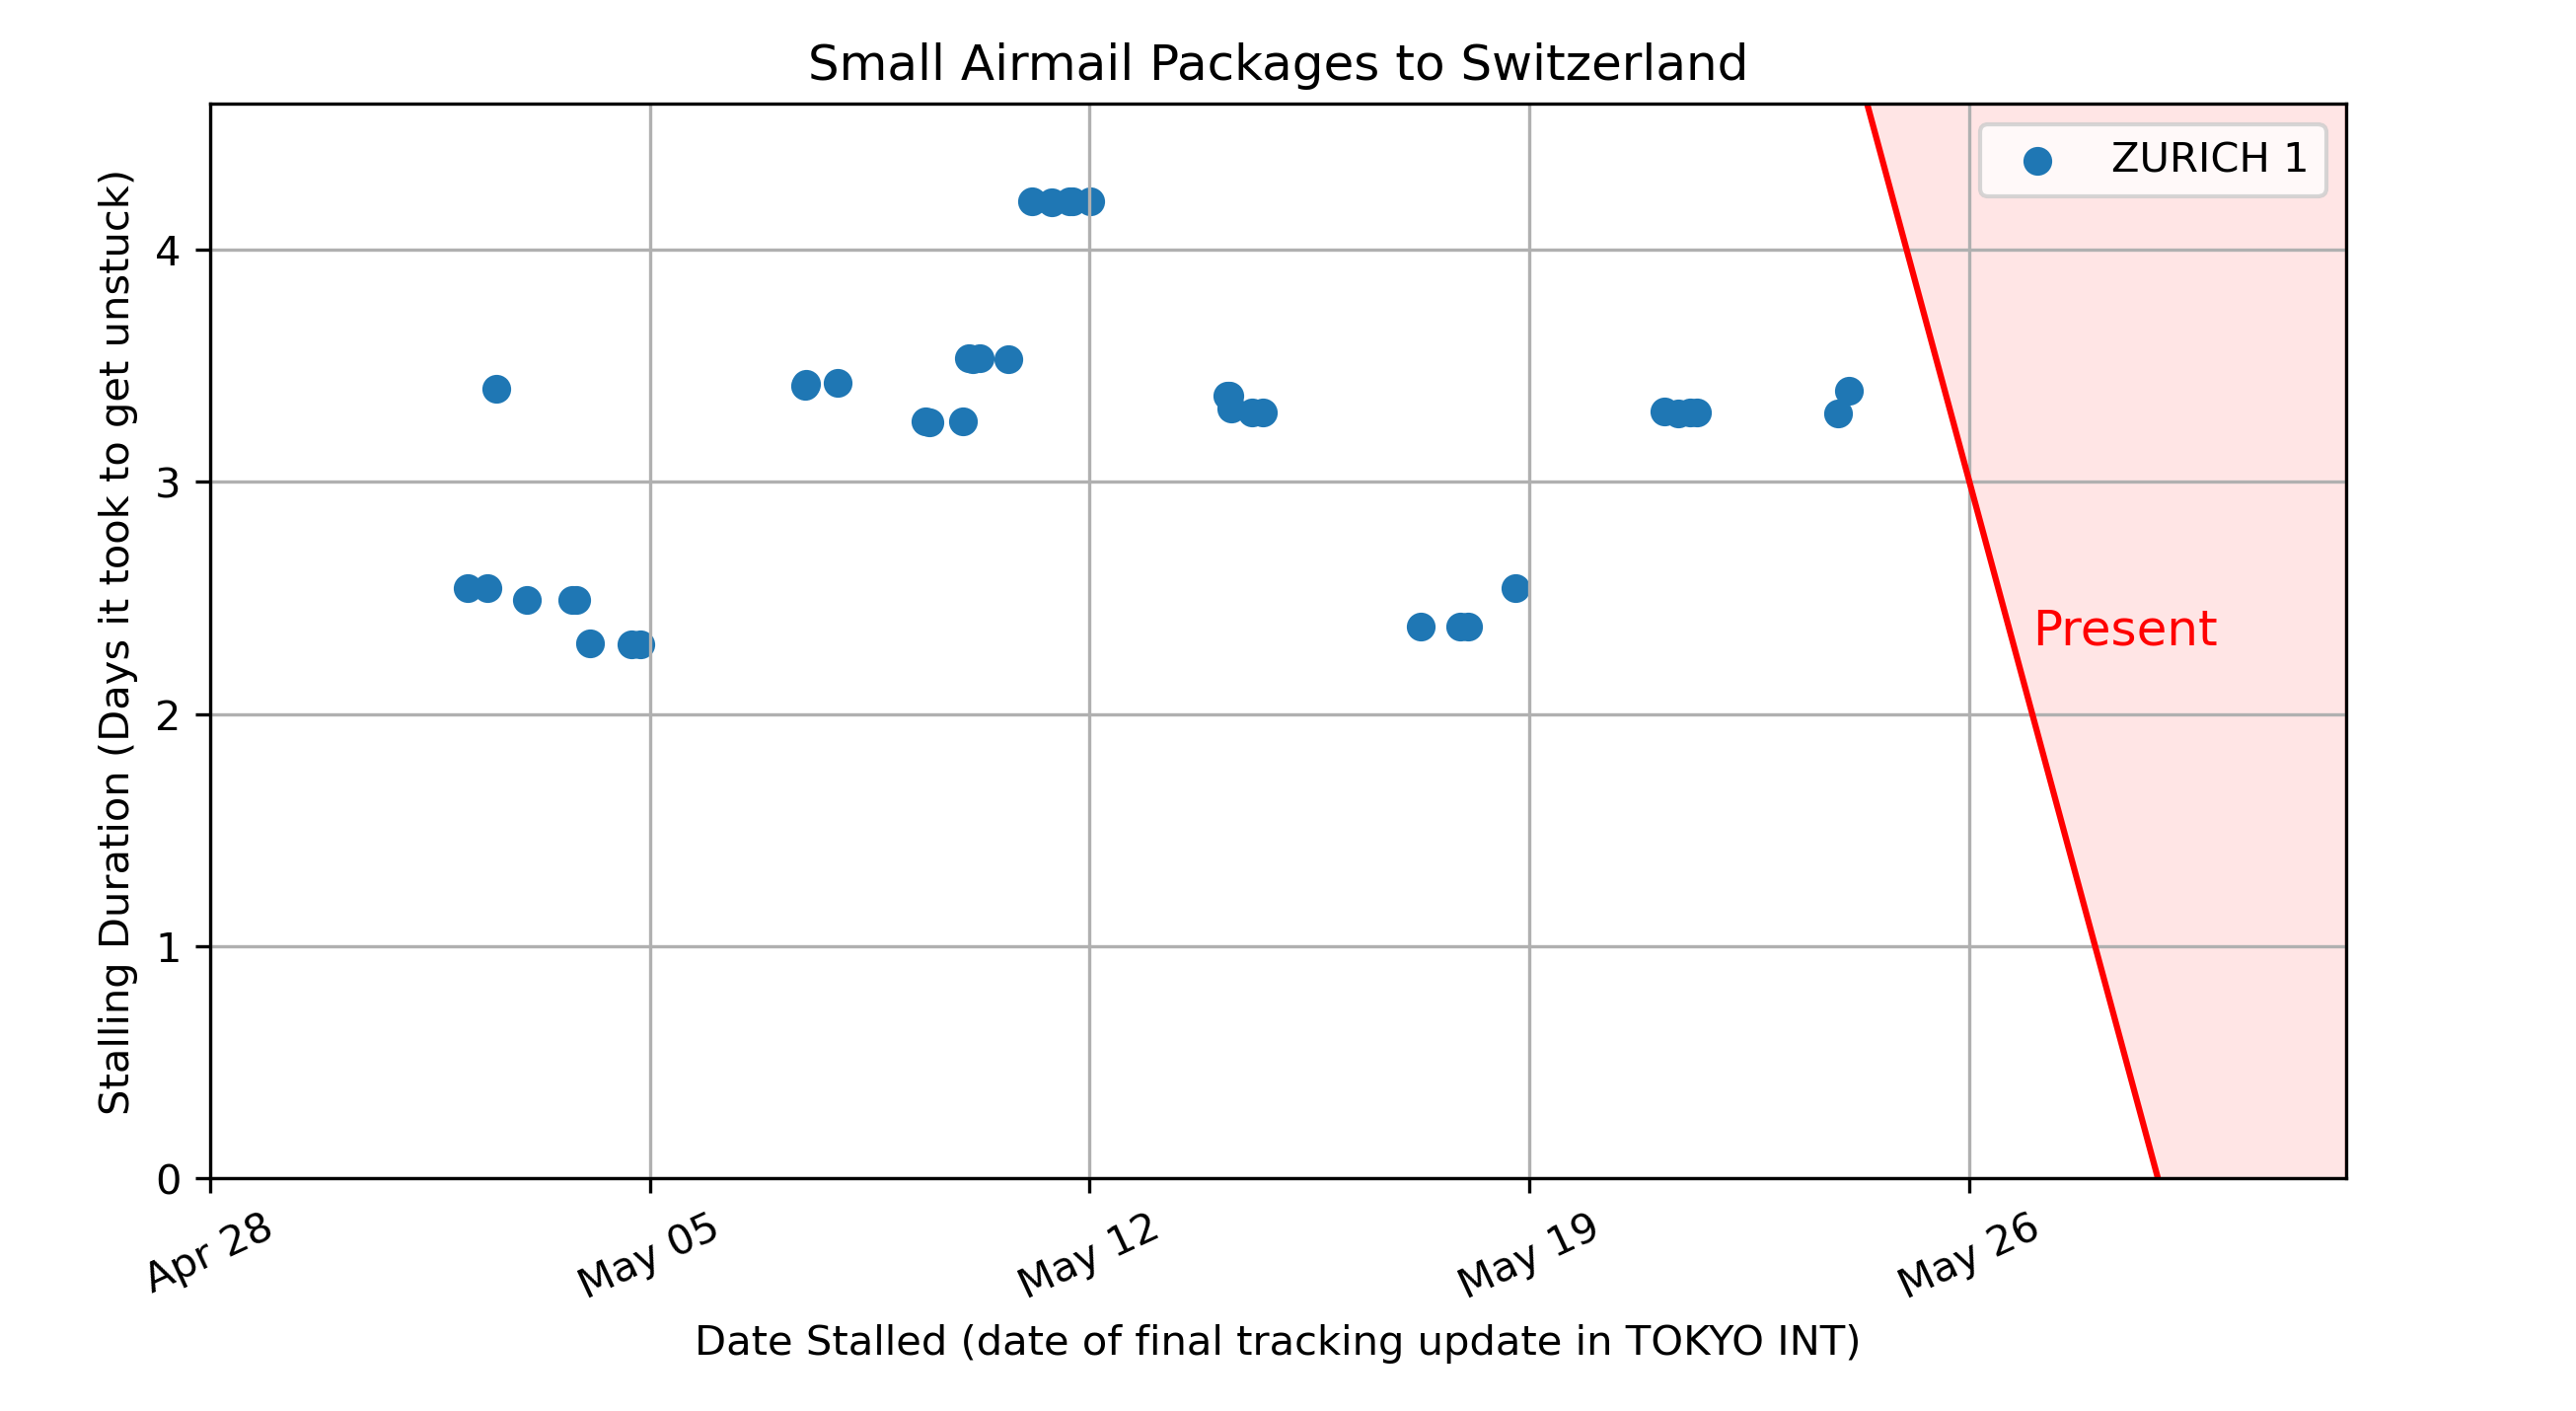 Small Airmail Packages to Switzerland
ZURICH 1
Stalling Duration (Days it took to get unstuck)
4
3
2
1
0
Present
Apr 28
May 05
May 12
May 19
May 26
Date Stalled (date of final tracking update in TOKYO INT)